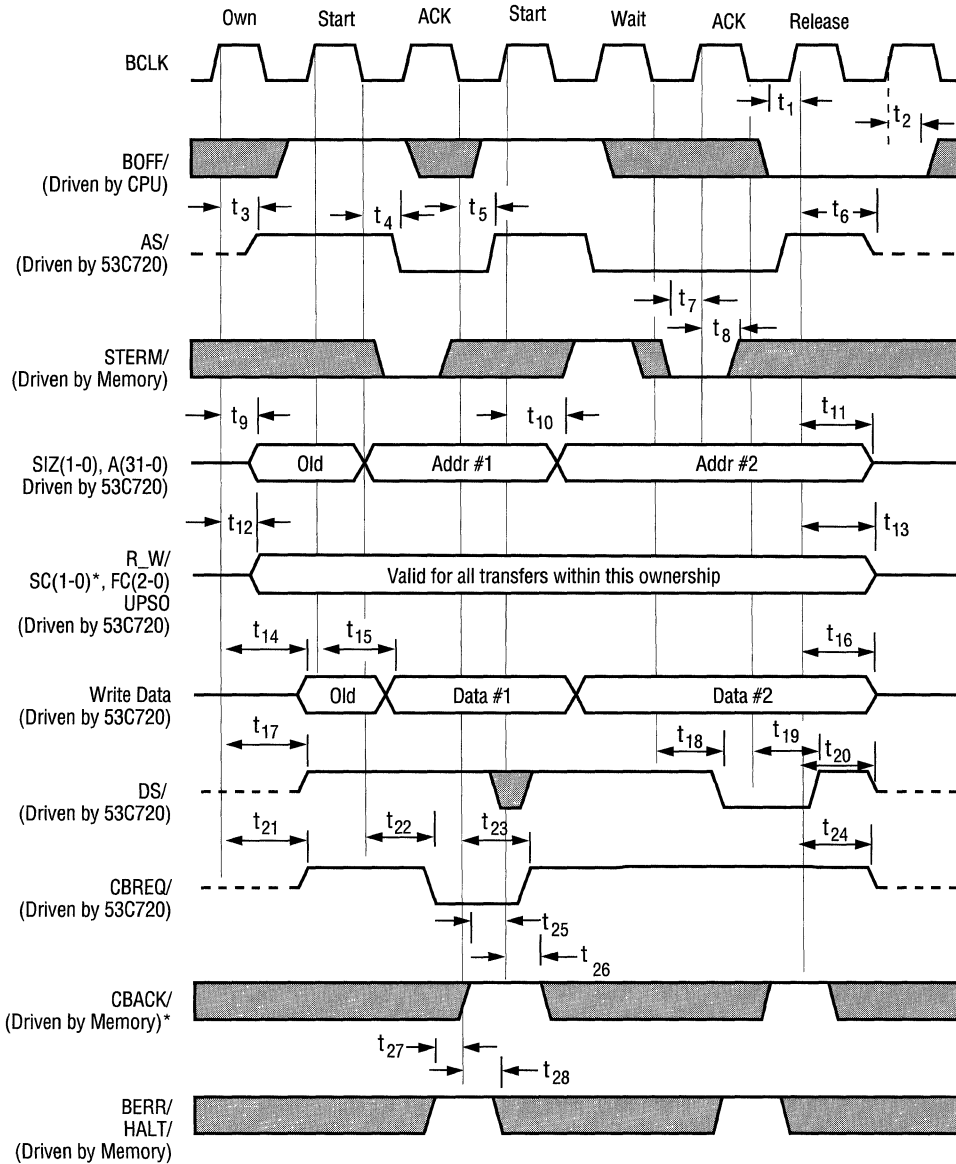 Own Start ACK Start Wait ACK Release
BCLK
t1
t2
BOFF/
(Driven by CPU)
t3 t4 t5 t6
AS/
(Driven by 53C720)
t7
t8
STERM/
(Driven by Memory)
t9 t10 t11
SIZ(1-0), A(31-0)
Driven by 53C720)
Old Addr #1 Addr #2
t12 t13
R_W/
SC(1-0)*, FC(2-0)
UPSO
(Driven by 53C720)
Valid for all transfers within this ownership
t14 t15 t16
Write Data
(Driven by 53C720)
Old Data #1 Data #2
t17 t18 t19 t20
DS/
(Driven by 53C720)
t21 t22 t23 t24
CBREQ/
(Driven by 53C720)
t25
t26
CBACK/
(Driven by Memory)*
t27
t28
BERR/
HALT/
(Driven by Memory)